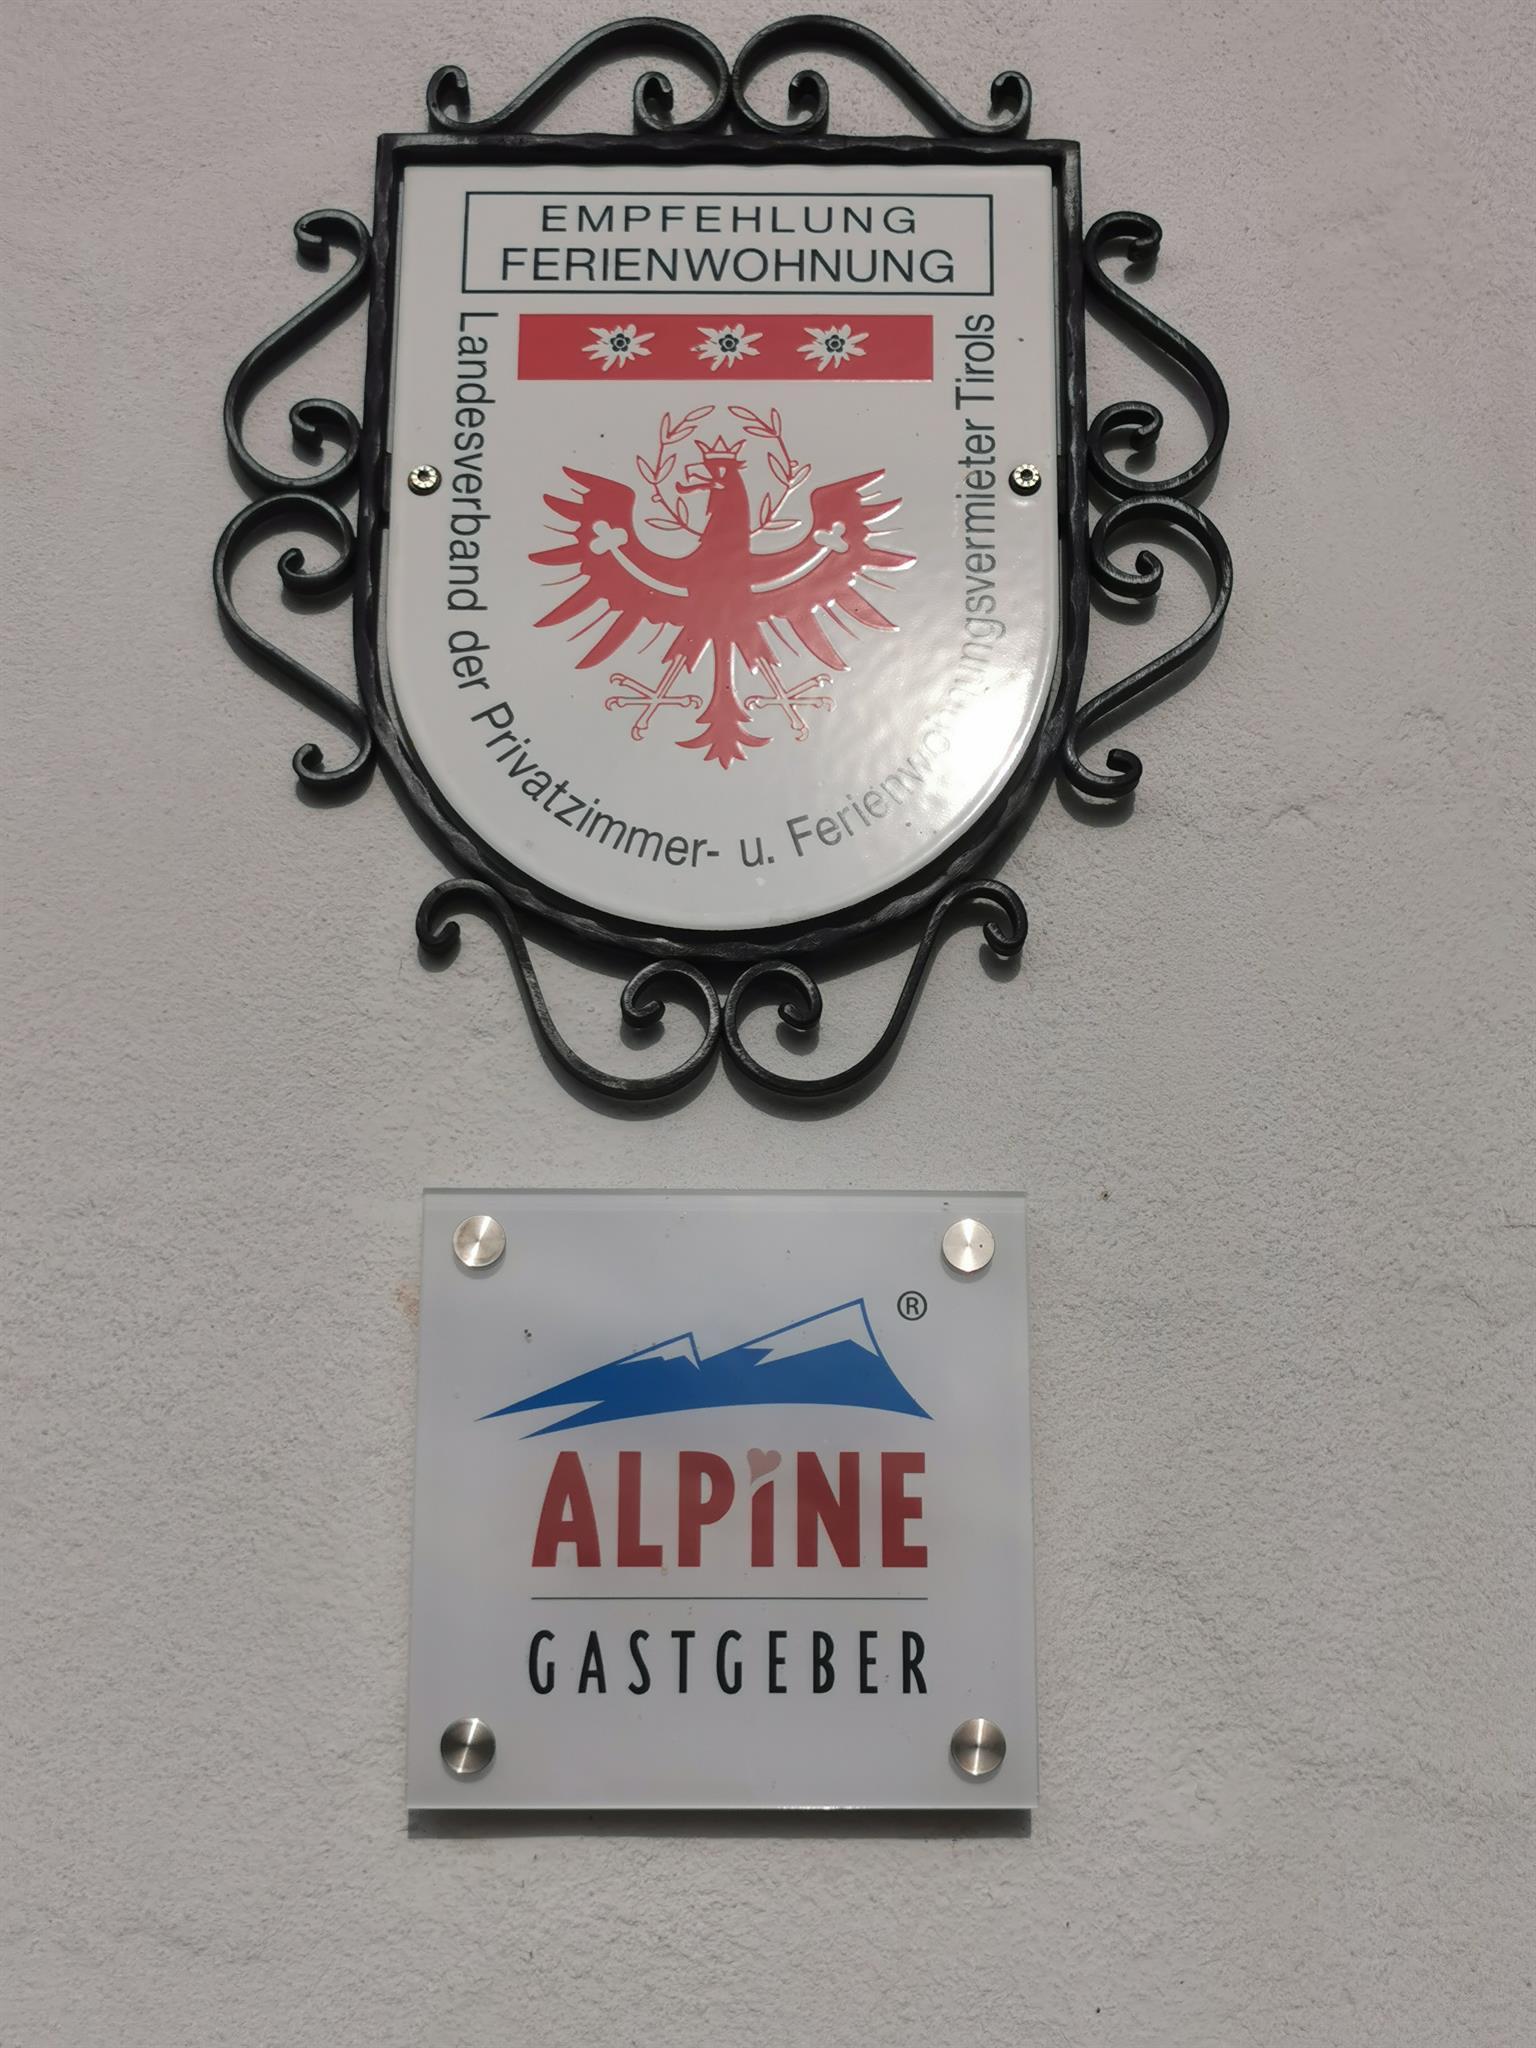 EMPFEHLUNG
FERIENWOHNUNG
Landesverband der Privatzimmer- u. Ferienwohnungsvermieter Tirols
®
ALPiNE
GASTGEBER